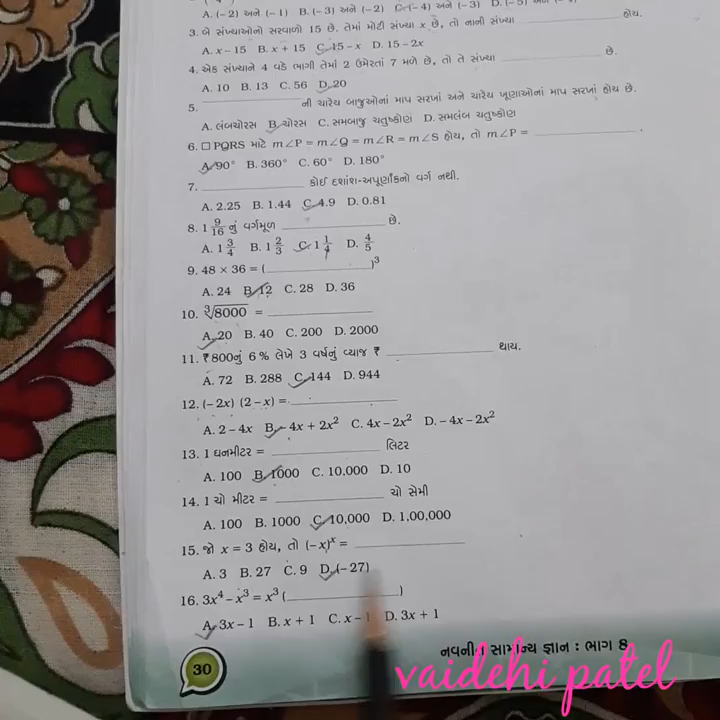 A. (−2) અને (−1) B. (−3) અને (−2) C. (−4) અને (−3) D. (−5) અને
3. બે સંખ્યાઓનો સરવાળો 15 છે. તેમાં મોટી સંખ્યા x છે, તો નાની સંખ્યા ____________ હોય.
A. x − 15 B. x + 15 C. 15 − x D. 15 − 2x
4. એક સંખ્યાને 4 વડે ભાગી તેમાં 2 ઉમેરતાં 7 મળે છે, તો તે સંખ્યા ____________ છે.
A. 10 B. 13 C. 56 D. 20
5. ____________ ની ચારેય બાજુઓનાં માપ સરખાં અને ચારેય ખૂણાઓનાં માપ સરખાં હોય છે.
A. લંબચોરસ B. ચોરસ C. સમબાજુ ચતુષ્કોણ D. સમલંબ ચતુષ્કોણ
6. □ PQRS માટે m∠P = m∠Q = m∠R = m∠S હોય, તો m∠P = ____________ .
A. 90° B. 360° C. 60° D. 180°
7. ____________ કોઈ દશાંશ-અપૂર્ણાંકનો વર્ગ નથી.
A. 2.25 B. 1.44 C. 4.9 D. 0.81
8. 1 9/16 નું વર્ગમૂળ ____________ છે.
A. 1 3/4 B. 1 2/3 C. 1 1/4 D. 4/5
9. 48 × 36 = (____________)³
A. 24 B. 12 C. 28 D. 36
10. ∛8000 = ____________
A. 20 B. 40 C. 200 D. 2000
11. ₹ 800નું 6 % લેખે 3 વર્ષનું વ્યાજ ₹ ____________ થાય.
A. 72 B. 288 C. 144 D. 944
12. (− 2x) (2 − x) = ____________
A. 2 − 4x B. − 4x + 2x² C. 4x − 2x² D. − 4x − 2x²
13. 1 ઘનમીટર = ____________ લિટર
A. 100 B. 1000 C. 10,000 D. 10
14. 1 ચો મીટર = ____________ ચો સેમી
A. 100 B. 1000 C. 10,000 D. 1,00,000
15. જો x = 3 હોય, તો (−x)ˣ = ____________
A. 3 B. 27 C. 9 D. (− 27)
16. 3x⁴ − x³ = x³ (____________)
A. 3x − 1 B. x + 1 C. x − 1 D. 3x + 1
30
નવનીત સામાન્ય જ્ઞાન : ભાગ 8
vaidehi patel